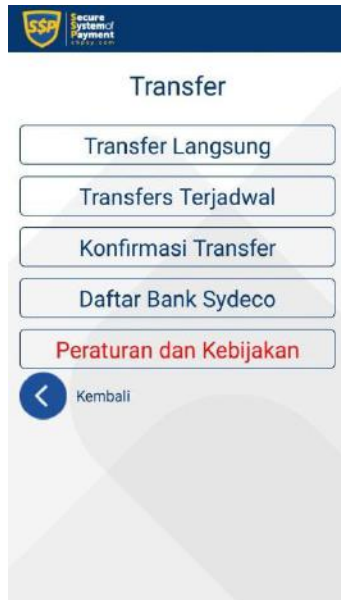 SSP
Secure
System of
Payment
Transfer
Transfer Langsung
Transfers Terjadwal
Konfirmasi Transfer
Daftar Bank Sydeco
Peraturan dan Kebijakan
Kembali